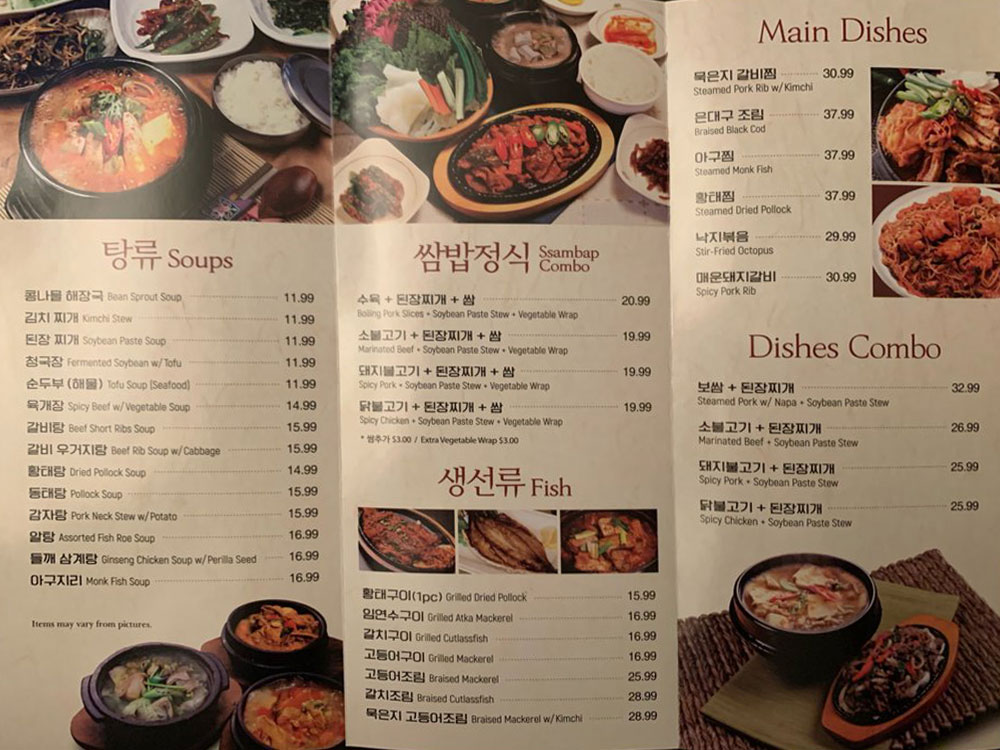 탕류 Soups
콩나물 해장국 Bean Sprout Soup 11.99
김치 찌개 Kimchi Stew 11.99
된장 찌개 Soybean Paste Soup 11.99
청국장 Fermented Soybean w/Tofu 11.99
순두부 (해물) Tofu Soup [Seafood] 11.99
육개장 Spicy Beef w/Vegetable Soup 14.99
갈비탕 Beef Short Ribs Soup 15.99
갈비 우거지탕 Beef Rib Soup w/Cabbage 15.99
황태탕 Dried Pollock Soup 14.99
동태탕 Pollock Soup 15.99
감자탕 Pork Neck Stew w/Potato 15.99
알탕 Assorted Fish Roe Soup 16.99
들깨 삼계탕 Ginseng Chicken Soup w/Perilla Seed 16.99
아구지리 Monk Fish Soup 16.99
Items may vary from pictures.
쌈밥정식 Ssambap Combo
수육 + 된장찌개 + 쌈 20.99
Boiling Pork Slices + Soybean Paste Stew + Vegetable Wrap
소불고기 + 된장찌개 + 쌈 19.99
Marinated Beef + Soybean Paste Stew + Vegetable Wrap
돼지불고기 + 된장찌개 + 쌈 19.99
Spicy Pork + Soybean Paste Stew + Vegetable Wrap
닭불고기 + 된장찌개 + 쌈 19.99
Spicy Chicken + Soybean Paste Stew + Vegetable Wrap
* 쌈추가 $3.00 / Extra Vegetable Wrap $3.00
생선류 Fish
황태구이(1pc) Grilled Dried Pollock 15.99
임연수구이 Grilled Atka Mackerel 16.99
갈치구이 Grilled Cutlassfish 16.99
고등어구이 Grilled Mackerel 16.99
고등어조림 Braised Mackerel 25.99
갈치조림 Braised Cutlassfish 28.99
묵은지 고등어조림 Braised Mackerel w/Kimchi 28.99
Main Dishes
묵은지 갈비찜 30.99
Steamed Pork Rib w/Kimchi
은대구 조림 37.99
Braised Black Cod
아구찜 37.99
Steamed Monk Fish
황태찜 37.99
Steamed Dried Pollock
낙지볶음 29.99
Stir-Fried Octopus
매운돼지갈비 30.99
Spicy Pork Rib
Dishes Combo
보쌈 + 된장찌개 32.99
Steamed Pork w/ Napa + Soybean Paste Stew
소불고기 + 된장찌개 26.99
Marinated Beef + Soybean Paste Stew
돼지불고기 + 된장찌개 25.99
Spicy Pork + Soybean Paste Stew
닭불고기 + 된장찌개 25.99
Spicy Chicken + Soybean Paste Stew